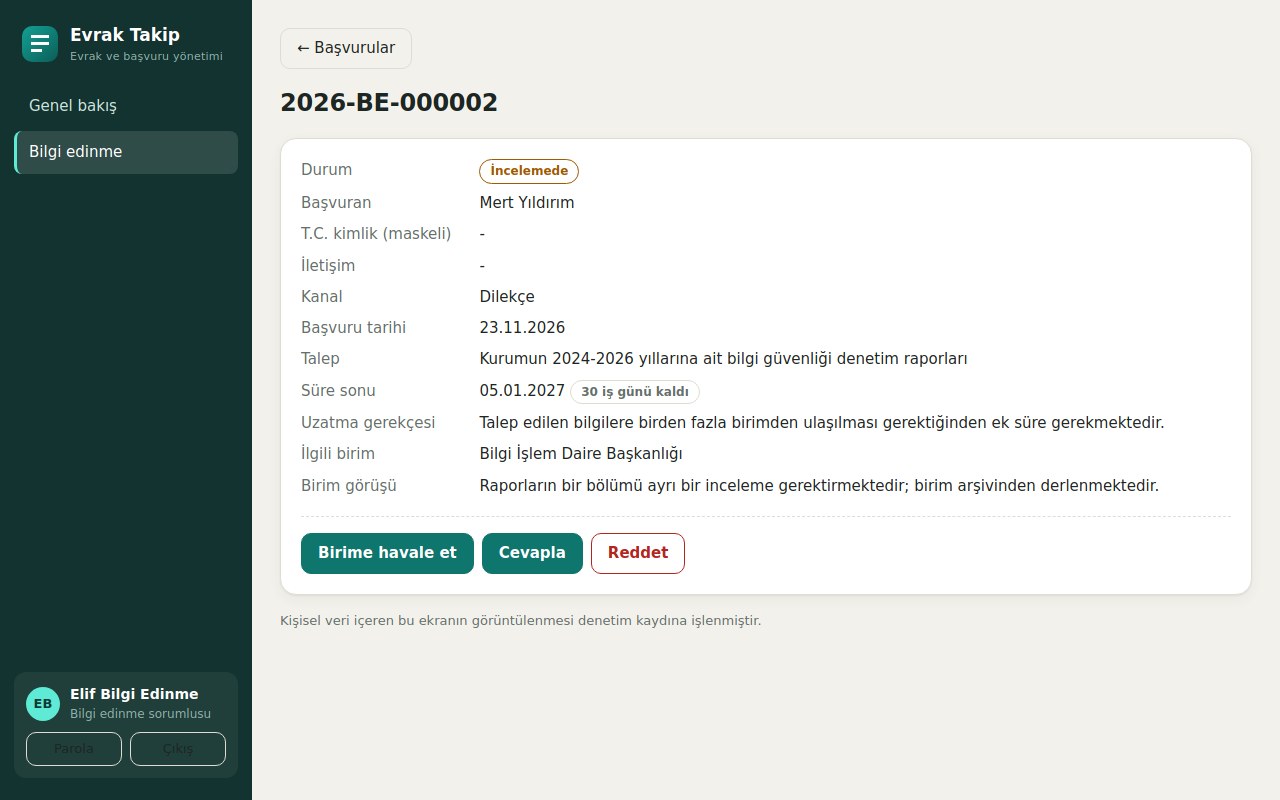 Evrak Takip
Evrak ve başvuru yönetimi
Genel bakış
Bilgi edinme
EB
Elif Bilgi Edinme
Bilgi edinme sorumlusu
Parola
Çıkış
← Başvurular
2026-BE-000002
Durum İncelemede
Başvuran Mert Yıldırım
T.C. kimlik (maskeli) -
İletişim -
Kanal Dilekçe
Başvuru tarihi 23.11.2026
Talep Kurumun 2024-2026 yıllarına ait bilgi güvenliği denetim raporları
Süre sonu 05.01.2027 30 iş günü kaldı
Uzatma gerekçesi Talep edilen bilgilere birden fazla birimden ulaşılması gerektiğinden ek süre gerekmektedir.
İlgili birim Bilgi İşlem Daire Başkanlığı
Birim görüşü Raporların bir bölümü ayrı bir inceleme gerektirmektedir; birim arşivinden derlenmektedir.
Birime havale et Cevapla Reddet
Kişisel veri içeren bu ekranın görüntülenmesi denetim kaydına işlenmiştir.